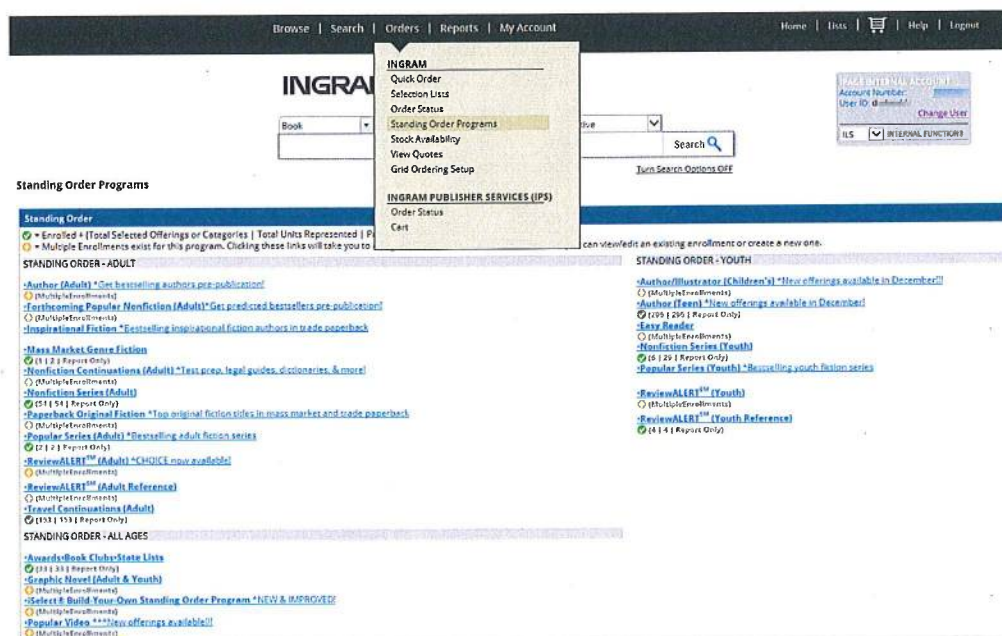 Browse | Search | Orders | Reports | My Account
Home | Lists | Help | Logout
INGRAM
Quick Order
Selection Lists
Order Status
Standing Order Programs
Stock Availability
View Quotes
Grid Ordering Setup
INGRAM PUBLISHER SERVICES (IPS)
Order Status
Cart
INGRA
Book
tive
Search
Turn Search Options OFF
INTERNAL ACCOUNT
Account Number:
User ID:
Change User
ILS INTERNAL FUNCTIONS
Standing Order Programs
Standing Order
= Enrolled + (Total Selected Offerings or Categories | Total Units Represented |
= Multiple Enrollments exist for this program. Clicking these links will take you to can view/edit an existing enrollment or create a new one.
STANDING ORDER - ADULT
·Author (Adult) *Get bestselling authors pre-publication!
(MultipleEnrollments)
·Forthcoming Popular Nonfiction (Adult)*Get predicted bestsellers pre-publication!
(MultipleEnrollments)
·Inspirational Fiction *Bestselling inspirational fiction authors in trade paperback
·Mass Market Genre Fiction
(1 | 2 | Report Only)
·Nonfiction Continuations (Adult) *Test prep, legal guides, dictionaries, & more!
(MultipleEnrollments)
·Nonfiction Series (Adult)
(54 | 54 | Report Only)
·Paperback Original Fiction *Top original fiction titles in mass market and trade paperback
(MultipleEnrollments)
·Popular Series (Adult) *Bestselling adult fiction series
(2 | 2 | Report Only)
·ReviewALERT℠ (Adult) *CHOICE now available!
(MultipleEnrollments)
·ReviewALERT℠ (Adult Reference)
(MultipleEnrollments)
·Travel Continuations (Adult)
(153 | 153 | Report Only)
STANDING ORDER - ALL AGES
·Awards·Book Clubs·State Lists
(33 | 33 | Report Only)
·Graphic Novel (Adult & Youth)
(MultipleEnrollments)
·iSelect® Build-Your-Own Standing Order Program *NEW & IMPROVED!
(MultipleEnrollments)
·Popular Video ***New offerings available!!!
(MultipleEnrollments)
STANDING ORDER - YOUTH
·Author/Illustrator (Children's) *New offerings available in December!!!
(MultipleEnrollments)
·Author (Teen) *New offerings available in December!
(295 | 295 | Report Only)
·Easy Reader
(MultipleEnrollments)
·Nonfiction Series (Youth)
(6 | 29 | Report Only)
·Popular Series (Youth) *Bestselling youth fiction series
·ReviewALERT℠ (Youth)
(MultipleEnrollments)
·ReviewALERT℠ (Youth Reference)
(4 | 4 | Report Only)